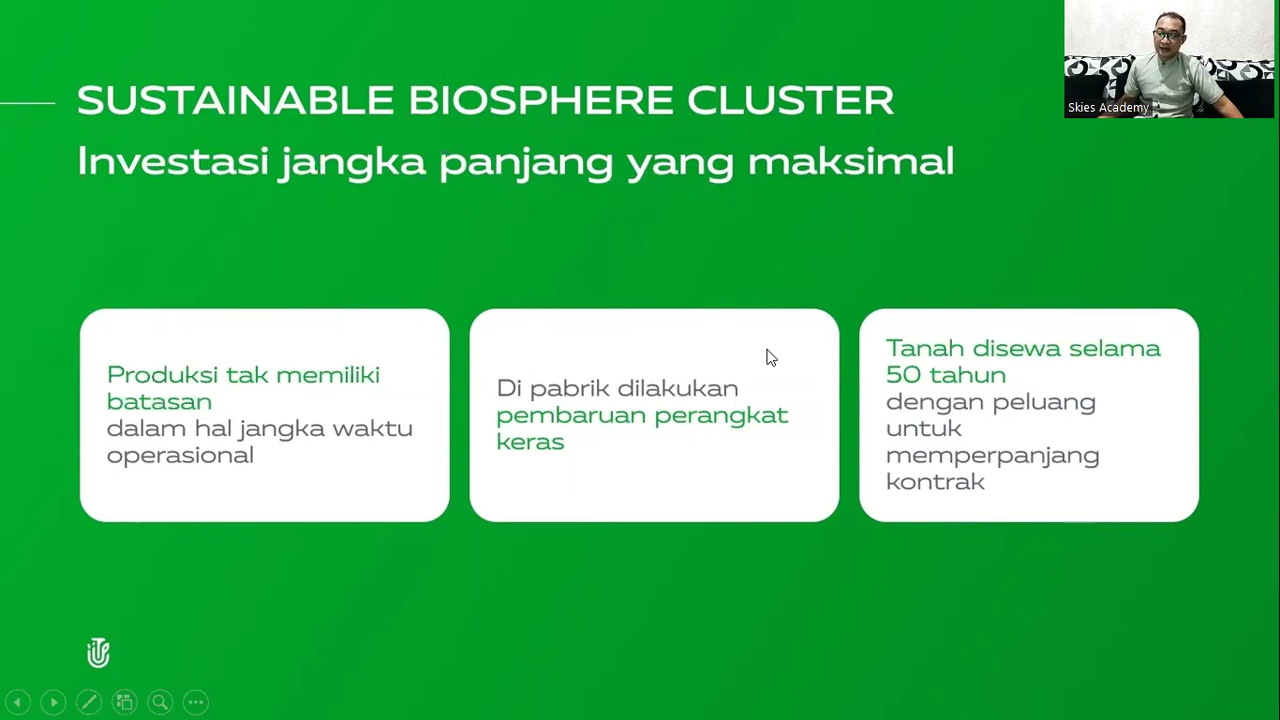 Skies Academy
SUSTAINABLE BIOSPHERE CLUSTER
Investasi jangka panjang yang maksimal
Produksi tak memiliki
batasan
dalam hal jangka waktu
operasional
Di pabrik dilakukan
pembaruan perangkat
keras
Tanah disewa selama
50 tahun
dengan peluang
untuk
memperpanjang
kontrak